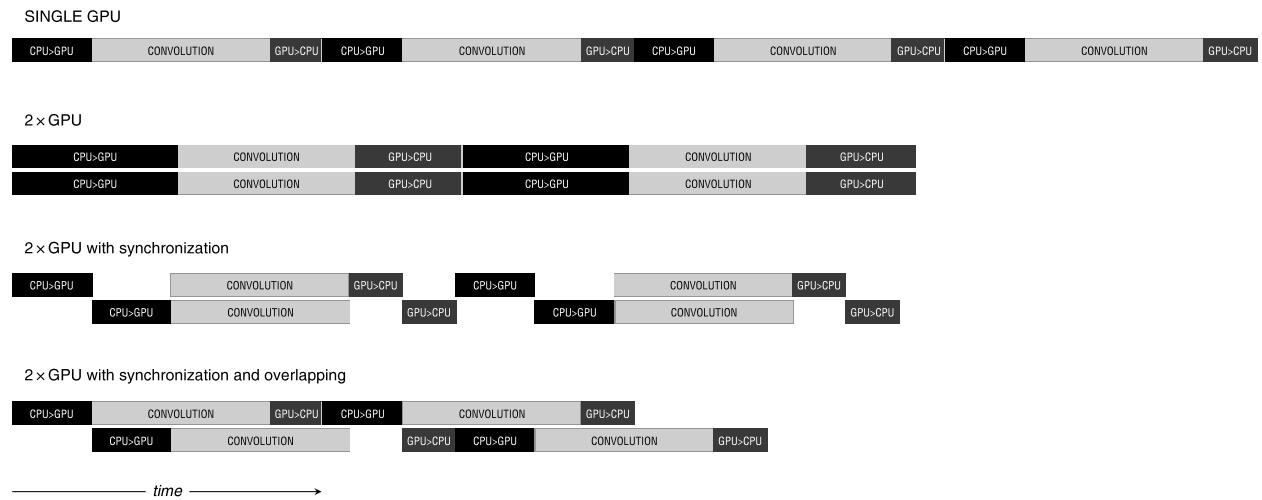 SINGLE GPU
CPU>GPU CONVOLUTION GPU>CPU CPU>GPU CONVOLUTION GPU>CPU CPU>GPU CONVOLUTION GPU>CPU CPU>GPU CONVOLUTION GPU>CPU
2 × GPU
CPU>GPU CONVOLUTION GPU>CPU CPU>GPU CONVOLUTION GPU>CPU
CPU>GPU CONVOLUTION GPU>CPU CPU>GPU CONVOLUTION GPU>CPU
2 × GPU with synchronization
CPU>GPU CONVOLUTION GPU>CPU CPU>GPU CONVOLUTION GPU>CPU
CPU>GPU CONVOLUTION GPU>CPU CPU>GPU CONVOLUTION GPU>CPU
2 × GPU with synchronization and overlapping
CPU>GPU CONVOLUTION GPU>CPU CPU>GPU CONVOLUTION GPU>CPU
CPU>GPU CONVOLUTION GPU>CPU CPU>GPU CONVOLUTION GPU>CPU
time